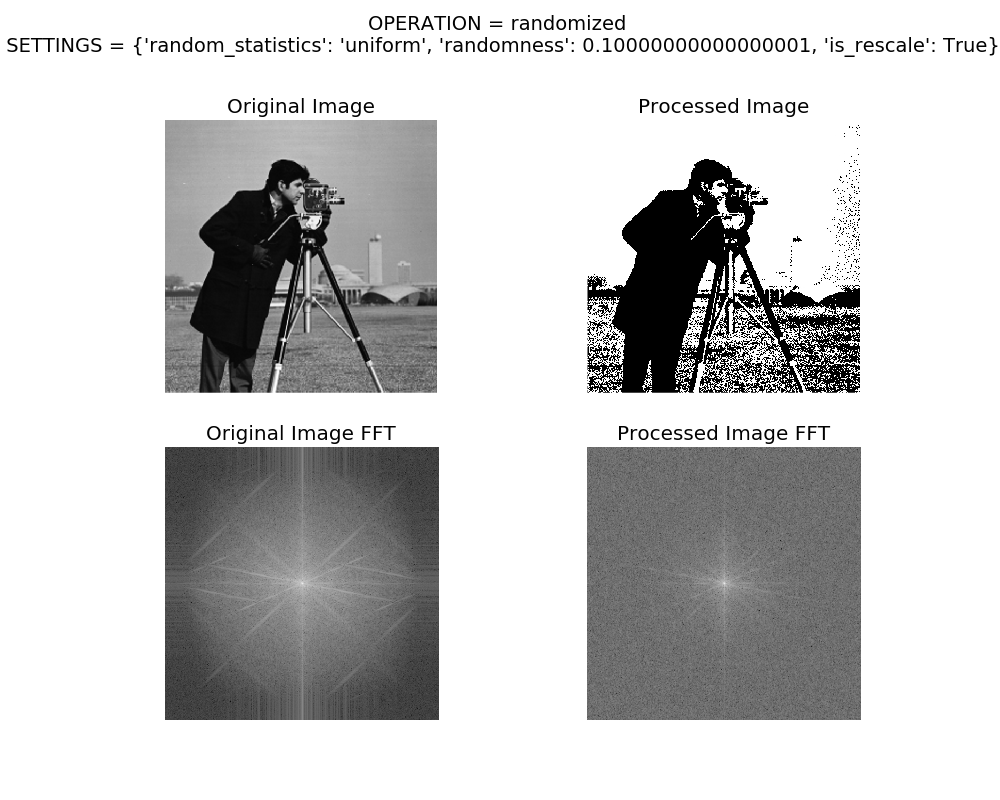 OPERATION = randomized
SETTINGS = {'random_statistics': 'uniform', 'randomness': 0.10000000000000001, 'is_rescale': True}
Original Image
Processed Image
Original Image FFT
Processed Image FFT